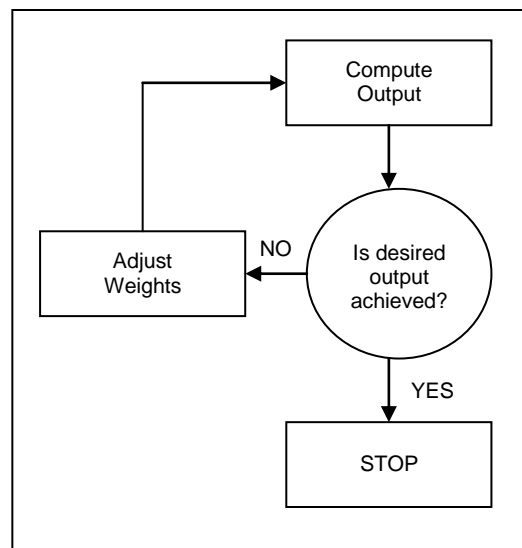 Compute
Output
Is desired
output
achieved?
NO
Adjust
Weights
YES
STOP